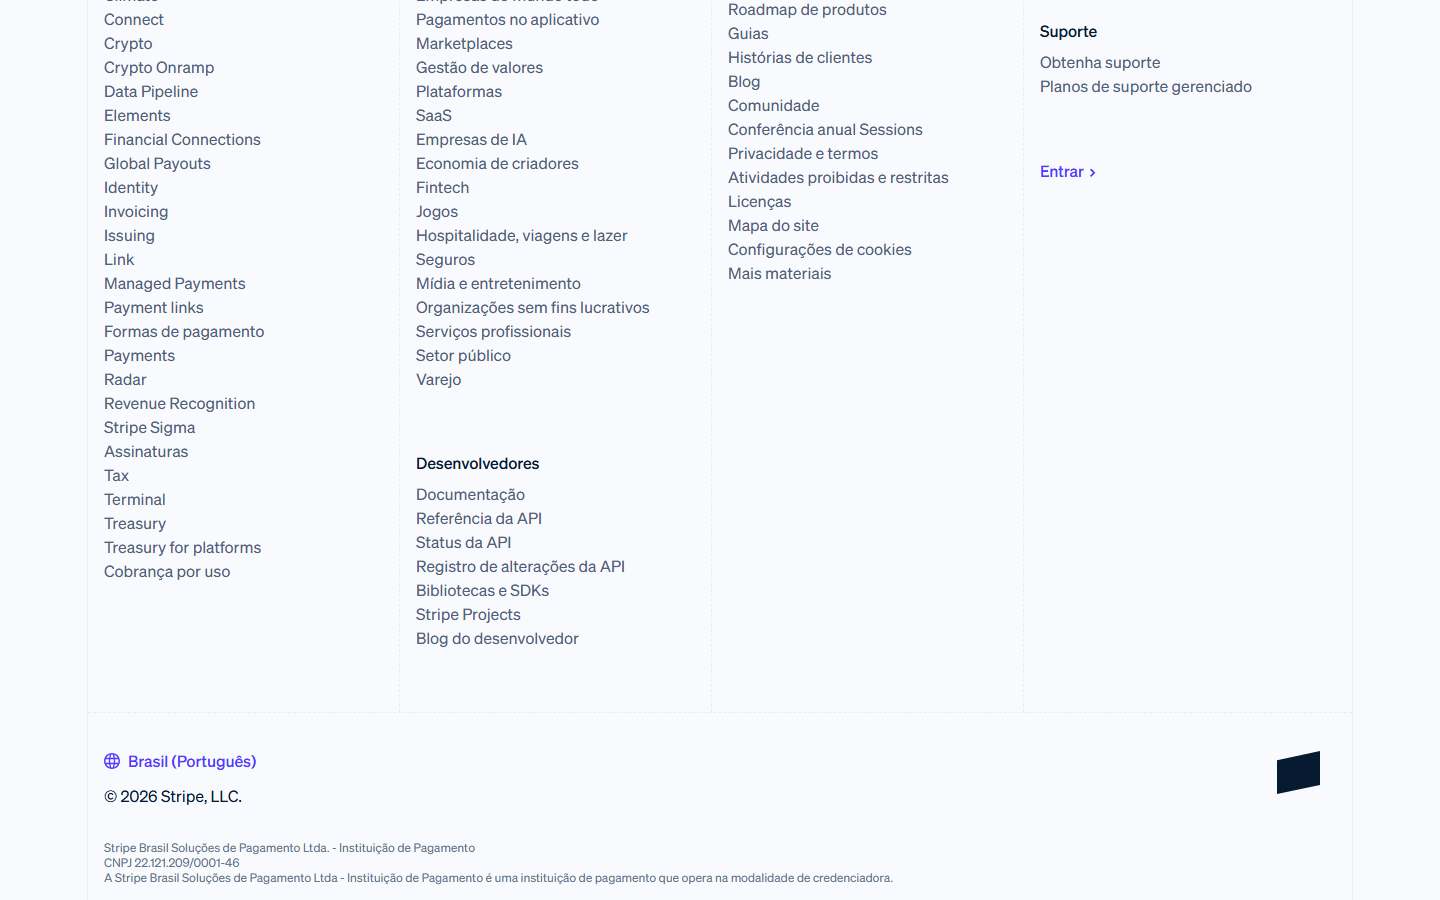 Connect
Crypto
Crypto Onramp
Data Pipeline
Elements
Financial Connections
Global Payouts
Identity
Invoicing
Issuing
Link
Managed Payments
Payment links
Formas de pagamento
Payments
Radar
Revenue Recognition
Stripe Sigma
Assinaturas
Tax
Terminal
Treasury
Treasury for platforms
Cobrança por uso
Pagamentos no aplicativo
Marketplaces
Gestão de valores
Plataformas
SaaS
Empresas de IA
Economia de criadores
Fintech
Jogos
Hospitalidade, viagens e lazer
Seguros
Mídia e entretenimento
Organizações sem fins lucrativos
Serviços profissionais
Setor público
Varejo
Desenvolvedores
Documentação
Referência da API
Status da API
Registro de alterações da API
Bibliotecas e SDKs
Stripe Projects
Blog do desenvolvedor
Roadmap de produtos
Guias
Histórias de clientes
Blog
Comunidade
Conferência anual Sessions
Privacidade e termos
Atividades proibidas e restritas
Licenças
Mapa do site
Configurações de cookies
Mais materiais
Suporte
Obtenha suporte
Planos de suporte gerenciado
Entrar ›
Brasil (Português)
© 2026 Stripe, LLC.
Stripe Brasil Soluções de Pagamento Ltda. - Instituição de Pagamento
CNPJ 22.121.209/0001-46
A Stripe Brasil Soluções de Pagamento Ltda - Instituição de Pagamento é uma instituição de pagamento que opera na modalidade de credenciadora.